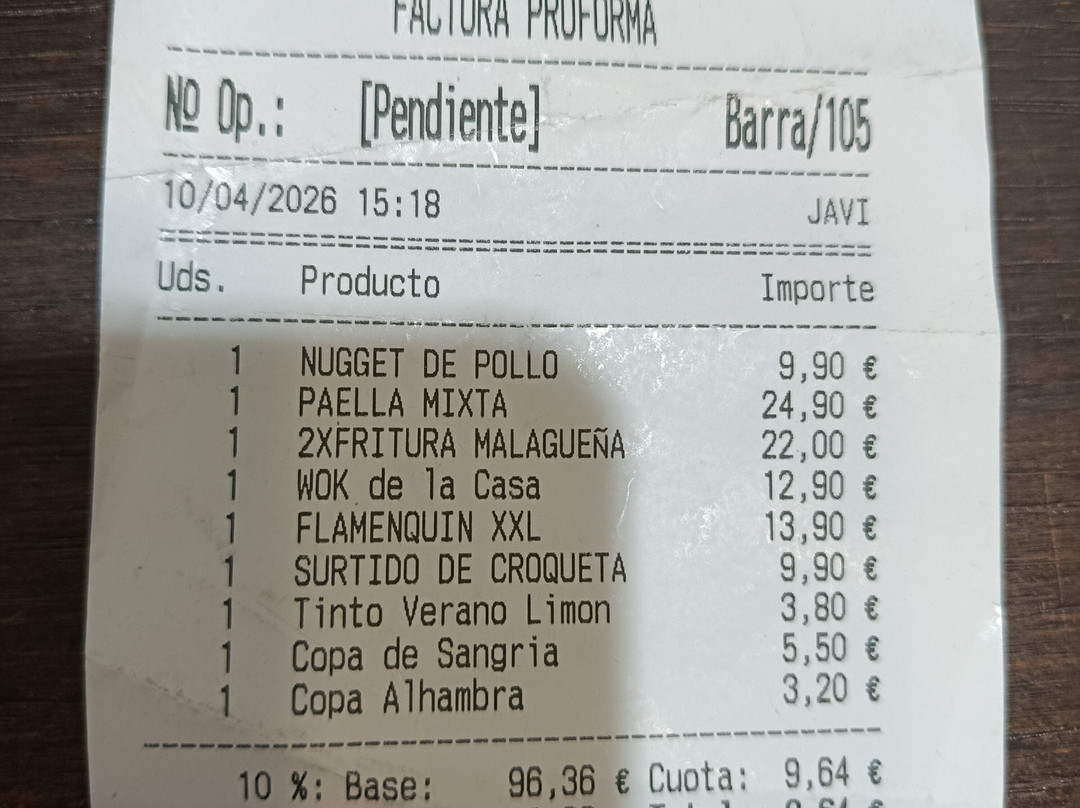 FACTURA PROFORMA
Nº Op.: [Pendiente] Barra/105
10/04/2026 15:18 JAVI
Uds. Producto Importe
1 NUGGET DE POLLO 9,90 €
1 PAELLA MIXTA 24,90 €
1 2XFRITURA MALAGUEÑA 22,00 €
1 WOK de la Casa 12,90 €
1 FLAMENQUIN XXL 13,90 €
1 SURTIDO DE CROQUETA 9,90 €
1 Tinto Verano Limon 3,80 €
1 Copa de Sangria 5,50 €
1 Copa Alhambra 3,20 €
10 %: Base: 96,36 € Cuota: 9,64 €